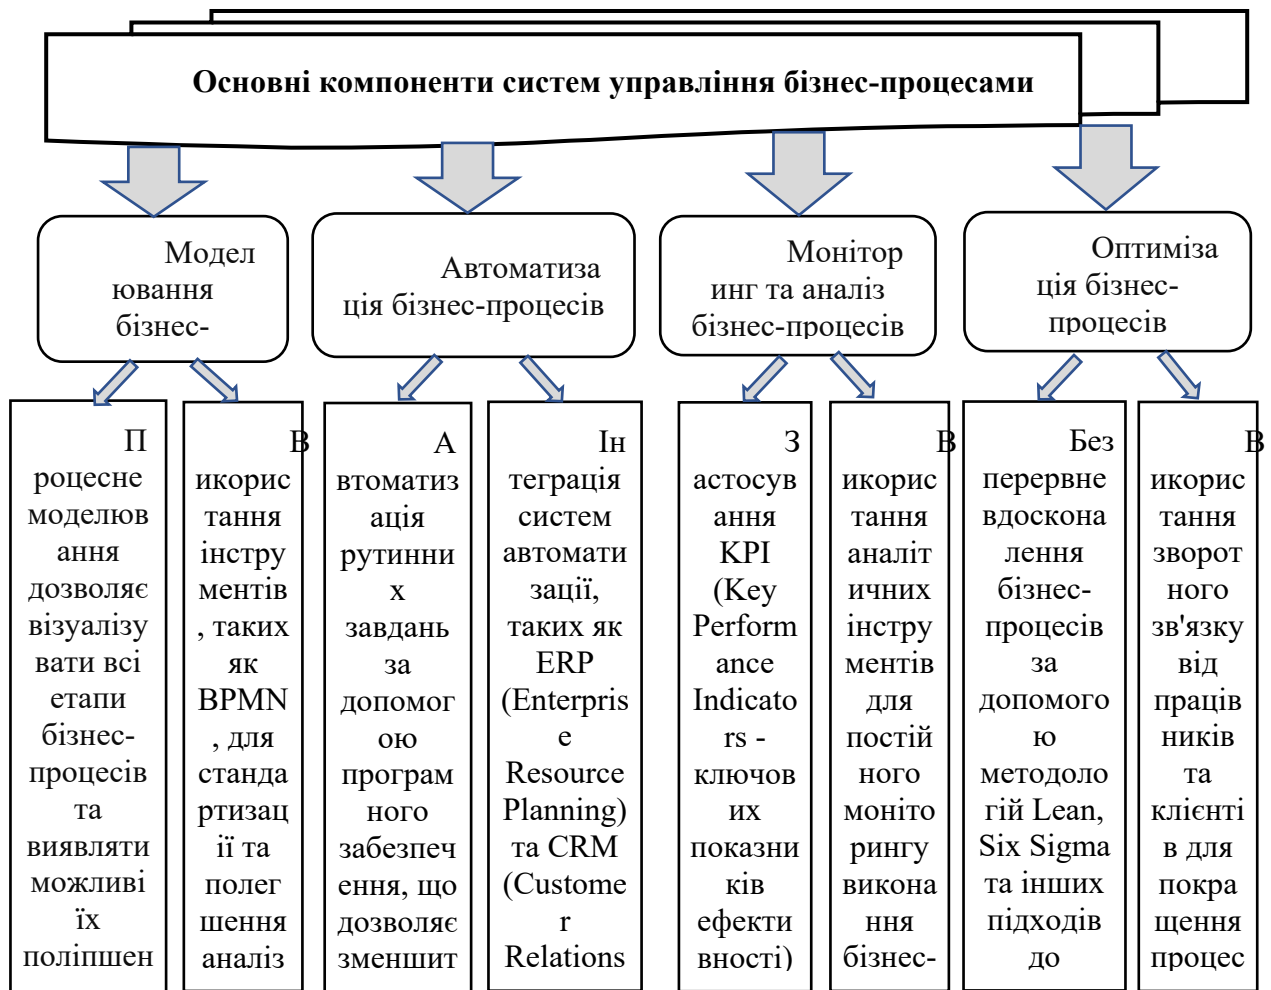 Основні компоненти систем управління бізнес-процесами
Модел
ювання
бізнес-
Автоматиза
ція бізнес-процесів
Монітор
инг та аналіз
бізнес-процесів
Оптиміза
ція бізнес-
процесів
П
роцесне
моделюв
ання
дозволяє
візуалізу
вати всі
етапи
бізнес-
процесів
та
виявляти
можливі
їх
поліпшен
В
икорис
тання
інстру
ментів
, таких
як
BPMN
, для
станда
ртизац
ії та
полег
шення
аналіз
А
втоматиз
ація
рутинни
х
завдань
за
допомог
ою
програм
ного
забезпеч
ення, що
дозволяє
зменшит
Ін
теграція
систем
автомати
зації,
таких як
ERP
(Enterpris
e
Resource
Planning)
та CRM
(Custome
r
Relations
З
астосув
ання
KPI
(Key
Perform
ance
Indicato
rs -
ключов
их
показни
ків
ефекти
вності)
В
икорис
тання
аналіт
ичних
інстру
ментів
для
постій
ного
моніто
рингу
викона
ння
бізнес-
Без
перервне
вдоскона
лення
бізнес-
процесів
за
допомого
ю
методоло
гій Lean,
Six Sigma
та інших
підходів
до
В
икорис
тання
зворот
ного
зв'язку
від
праців
ників
та
клієнті
в для
покра
щення
процес